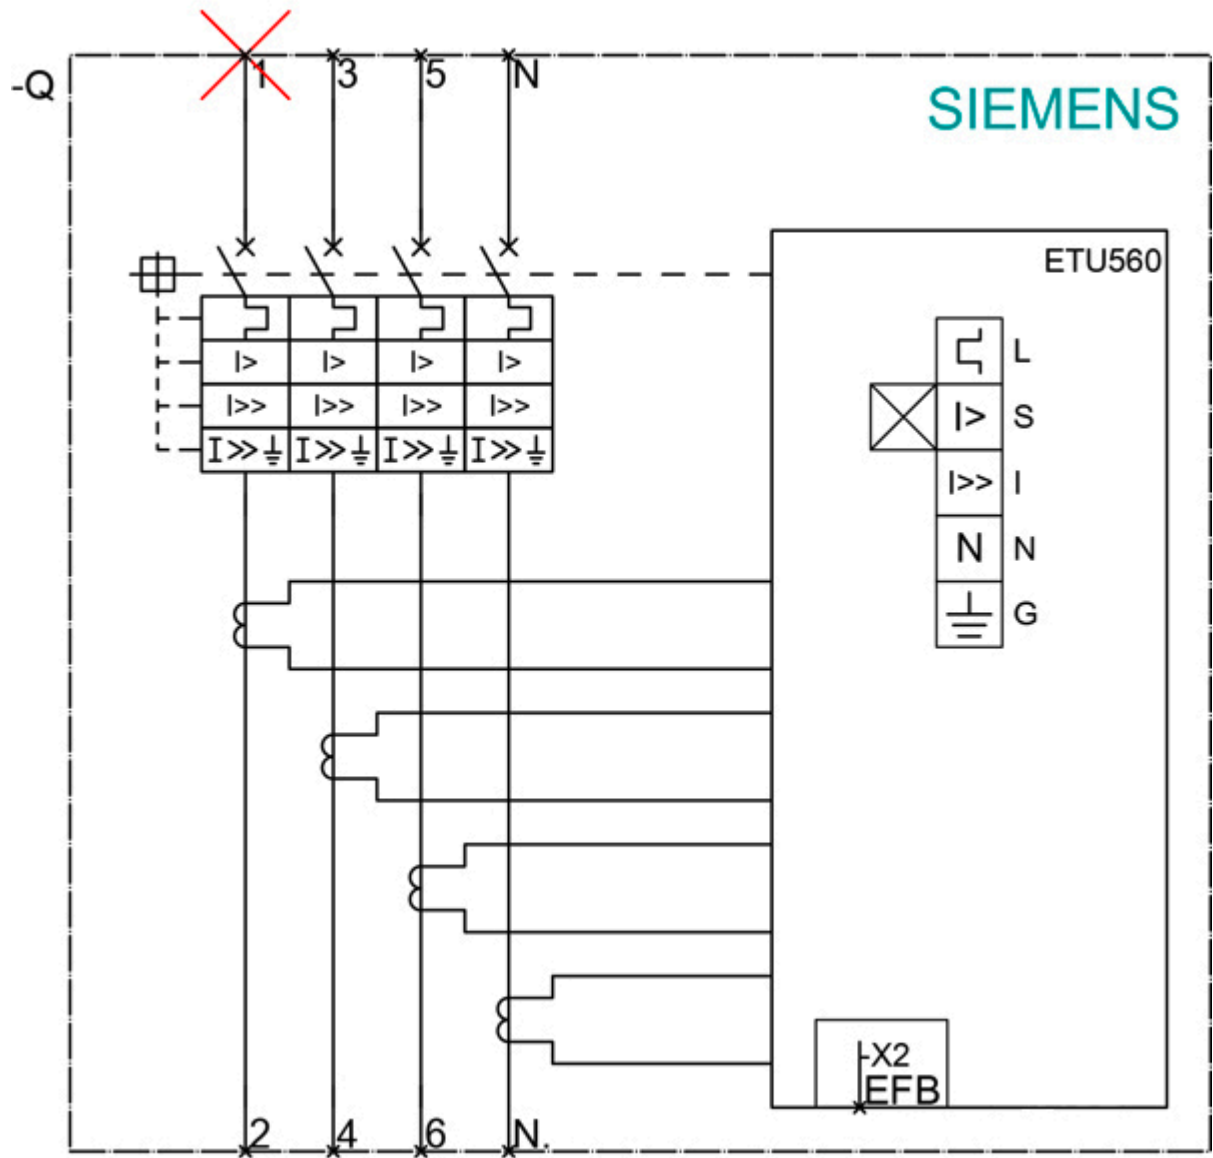 1 3 5 N
-Q
SIEMENS
ETU560
I> I> I> I>
I>> I>> I>> I>>
I>> I>> I>> I>>
L
I> S
I>> I
N N
G
-X2
EFB
2 4 6 N.